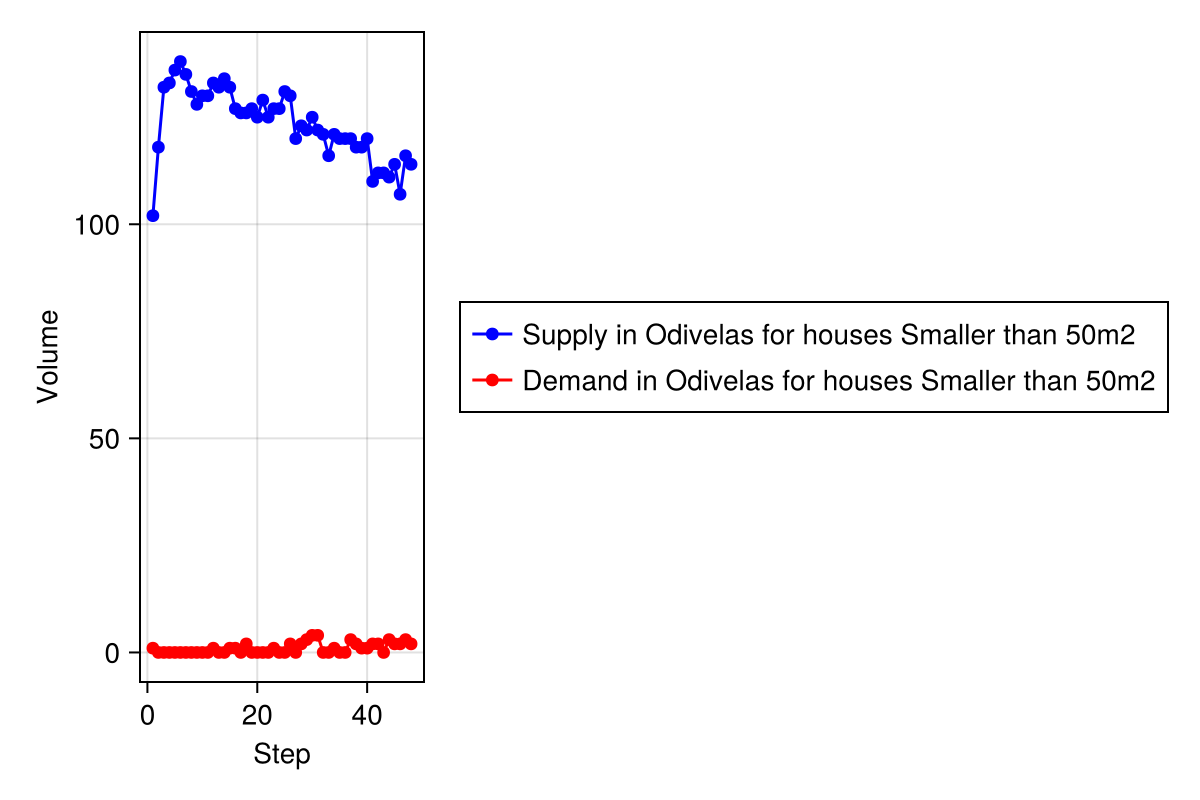 Volume
100
50
0
0 20 40
Step
Supply in Odivelas for houses Smaller than 50m2
Demand in Odivelas for houses Smaller than 50m2